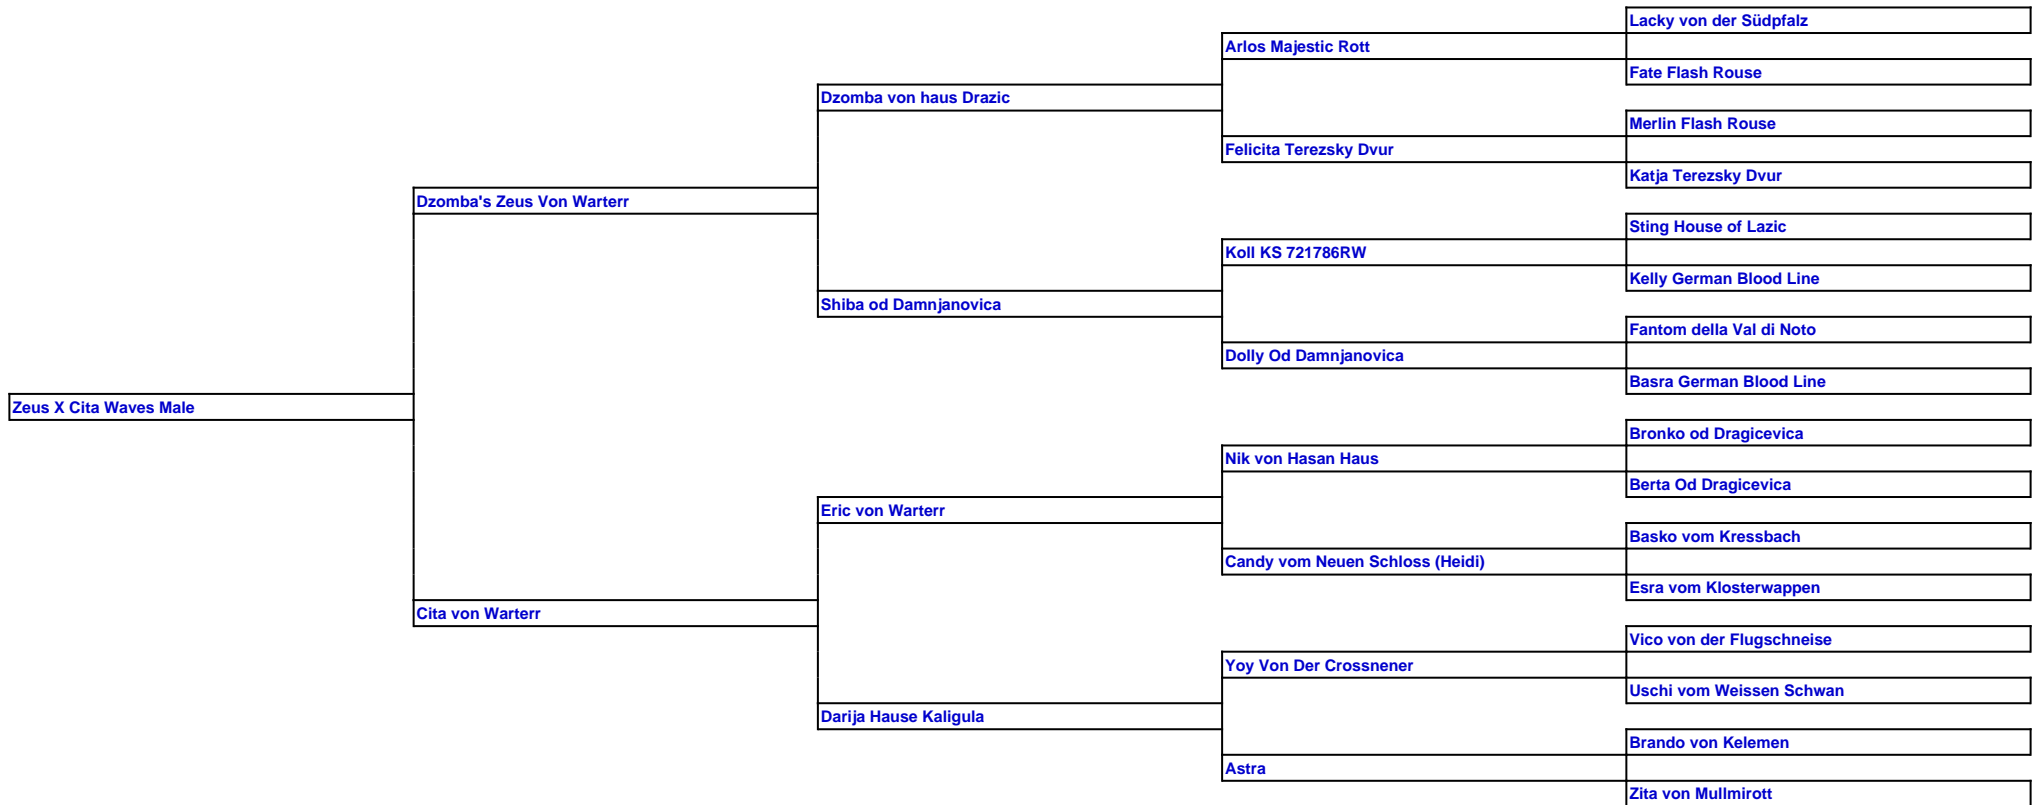 Lacky von der Südpfalz
Arlos Majestic Rott
Fate Flash Rouse
Dzomba von haus Drazic
Merlin Flash Rouse
Felicita Terezsky Dvur
Katja Terezsky Dvur
Dzomba's Zeus Von Warterr
Sting House of Lazic
Koll KS 721786RW
Kelly German Blood Line
Shiba od Damnjanovica
Fantom della Val di Noto
Dolly Od Damnjanovica
Basra German Blood Line
Zeus X Cita Waves Male
Bronko od Dragicevica
Nik von Hasan Haus
Berta Od Dragicevica
Eric von Warterr
Basko vom Kressbach
Candy vom Neuen Schloss (Heidi)
Esra vom Klosterwappen
Cita von Warterr
Vico von der Flugschneise
Yoy Von Der Crossnener
Uschi vom Weissen Schwan
Darija Hause Kaligula
Brando von Kelemen
Astra
Zita von Mullmirott